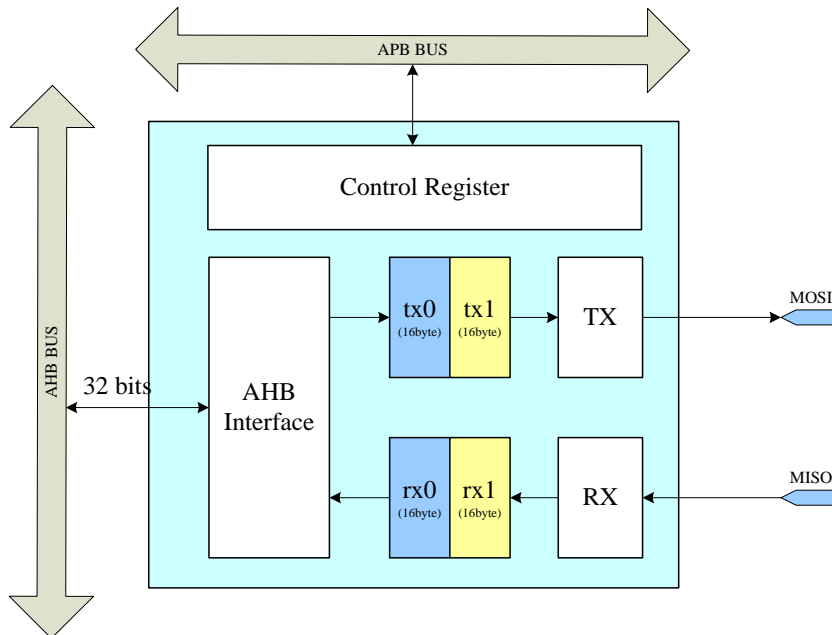 APB BUS
Control Register
AHB BUS
32 bits
AHB
Interface
tx0
(16byte)
tx1
(16byte)
TX
MOSI
rx0
(16byte)
rx1
(16byte)
RX
MISO